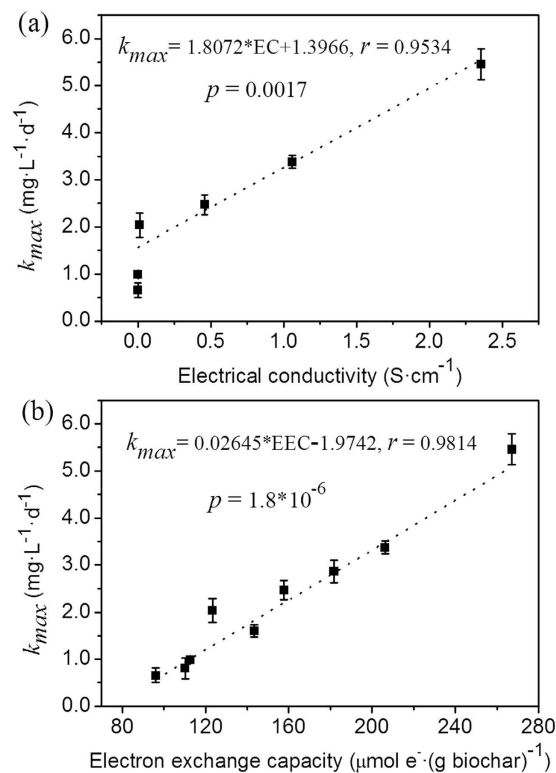 (a)
k_max = 1.8072*EC+1.3966, r = 0.9534
p = 0.0017
6.0
5.0
4.0
3.0
2.0
1.0
0.0
k_max (mg·L⁻¹·d⁻¹)
0.0 0.5 1.0 1.5 2.0 2.5
Electrical conductivity (S·cm⁻¹)
(b)
k_max = 0.02645*EEC-1.9742, r = 0.9814
p = 1.8*10⁻⁶
6.0
5.0
4.0
3.0
2.0
1.0
0.0
k_max (mg·L⁻¹·d⁻¹)
80 120 160 200 240 280
Electron exchange capacity (μmol e⁻·(g biochar)⁻¹)